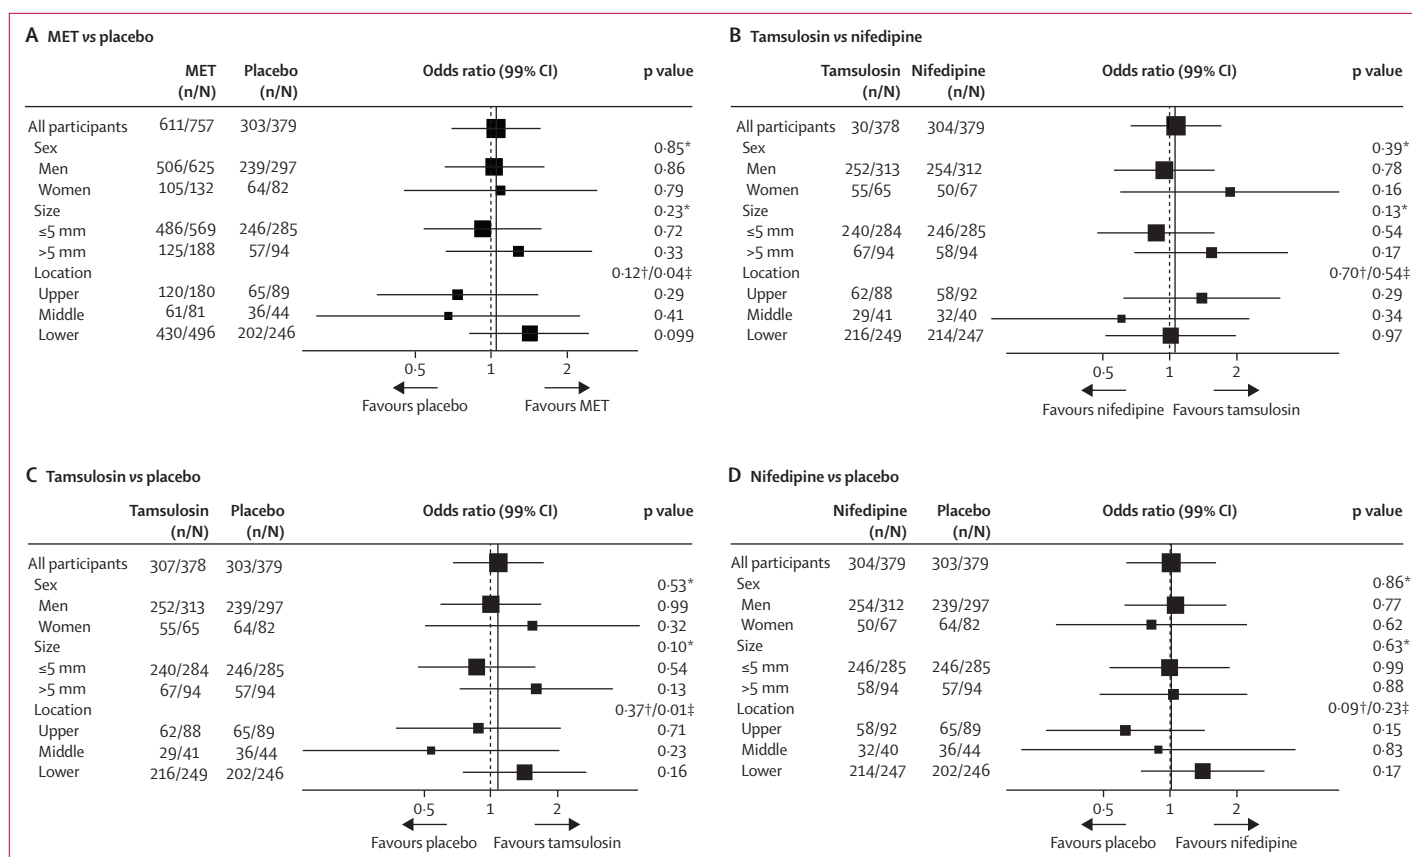 A MET vs placebo
MET (n/N) Placebo (n/N) Odds ratio (99% CI) p value
All participants 611/757 303/379
Sex 0·85*
Men 506/625 239/297 0·86
Women 105/132 64/82 0·79
Size 0·23*
≤5 mm 486/569 246/285 0·72
>5 mm 125/188 57/94 0·33
Location 0·12†/0·04‡
Upper 120/180 65/89 0·29
Middle 61/81 36/44 0·41
Lower 430/496 202/246 0·099
0·5 1 2
Favours placebo Favours MET
B Tamsulosin vs nifedipine
Tamsulosin (n/N) Nifedipine (n/N) Odds ratio (99% CI) p value
All participants 30/378 304/379
Sex 0·39*
Men 252/313 254/312 0·78
Women 55/65 50/67 0·16
Size 0·13*
≤5 mm 240/284 246/285 0·54
>5 mm 67/94 58/94 0·17
Location 0·70†/0·54‡
Upper 62/88 58/92 0·29
Middle 29/41 32/40 0·34
Lower 216/249 214/247 0·97
0·5 1 2
Favours nifedipine Favours tamsulosin
C Tamsulosin vs placebo
Tamsulosin (n/N) Placebo (n/N) Odds ratio (99% CI) p value
All participants 307/378 303/379
Sex 0·53*
Men 252/313 239/297 0·99
Women 55/65 64/82 0·32
Size 0·10*
≤5 mm 240/284 246/285 0·54
>5 mm 67/94 57/94 0·13
Location 0·37†/0·01‡
Upper 62/88 65/89 0·71
Middle 29/41 36/44 0·23
Lower 216/249 202/246 0·16
0·5 1 2
Favours placebo Favours tamsulosin
D Nifedipine vs placebo
Nifedipine (n/N) Placebo (n/N) Odds ratio (99% CI) p value
All participants 304/379 303/379
Sex 0·86*
Men 254/312 239/297 0·77
Women 50/67 64/82 0·62
Size 0·63*
≤5 mm 246/285 246/285 0·99
>5 mm 58/94 57/94 0·88
Location 0·09†/0·23‡
Upper 58/92 65/89 0·15
Middle 32/40 36/44 0·83
Lower 214/247 202/246 0·17
0·5 1 2
Favours placebo Favours nifedipine